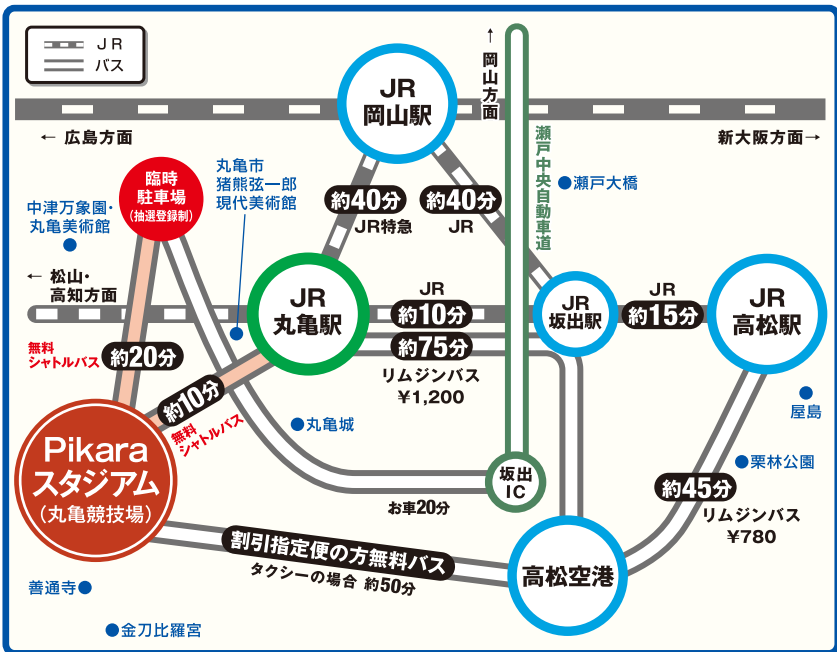 JR
バス
↑
岡山方面
JR
岡山駅
← 広島方面
新大阪方面→
臨時
駐車場
(抽選登録制)
丸亀市
猪熊弦一郎
現代美術館
瀬戸中央自動車道
瀬戸大橋
中津万象園・
丸亀美術館
約40分
JR特急
約40分
JR
← 松山・
高知方面
JR
丸亀駅
JR
約10分
JR
坂出駅
JR
約15分
JR
高松駅
無料
シャトルバス
約20分
約75分
リムジンバス
¥1,200
約10分
無料
シャトルバス
丸亀城
屋島
Pikara
スタジアム
(丸亀競技場)
坂出
IC
お車20分
栗林公園
約45分
リムジンバス
¥780
割引指定便の方無料バス
タクシーの場合 約50分
高松空港
善通寺
金刀比羅宮